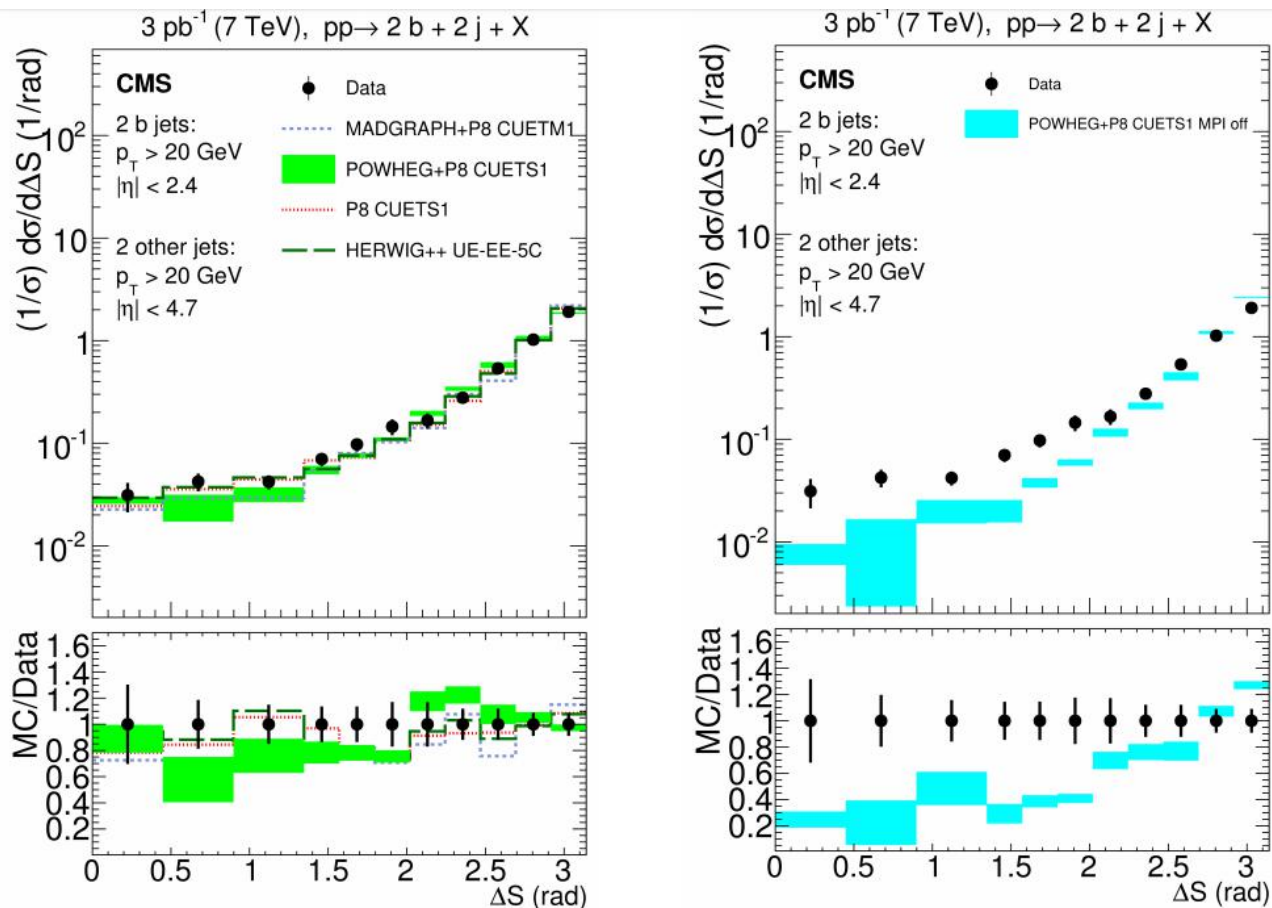 3 pb⁻¹ (7 TeV), pp→ 2 b + 2 j + X
CMS
2 b jets:
p_T > 20 GeV
|η| < 2.4
2 other jets:
p_T > 20 GeV
|η| < 4.7
Data
MADGRAPH+P8 CUETM1
POWHEG+P8 CUETS1
P8 CUETS1
HERWIG++ UE-EE-5C
(1/σ) dσ/dΔS (1/rad)
10²
10
1
10⁻¹
10⁻²
MC/Data
1.6
1.4
1.2
1
0.8
0.6
0.4
0.2
0 0.5 1 1.5 2 2.5 3
ΔS (rad)
3 pb⁻¹ (7 TeV), pp→ 2 b + 2 j + X
CMS
2 b jets:
p_T > 20 GeV
|η| < 2.4
2 other jets:
p_T > 20 GeV
|η| < 4.7
Data
POWHEG+P8 CUETS1 MPI off
(1/σ) dσ/dΔS (1/rad)
10²
10
1
10⁻¹
10⁻²
MC/Data
1.6
1.4
1.2
1
0.8
0.6
0.4
0.2
0 0.5 1 1.5 2 2.5 3
ΔS (rad)